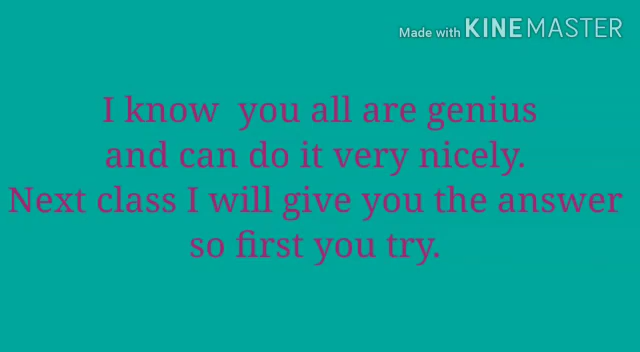 Made with KINEMASTER
I know you all are genius
and can do it very nicely.
Next class I will give you the answer
so first you try.